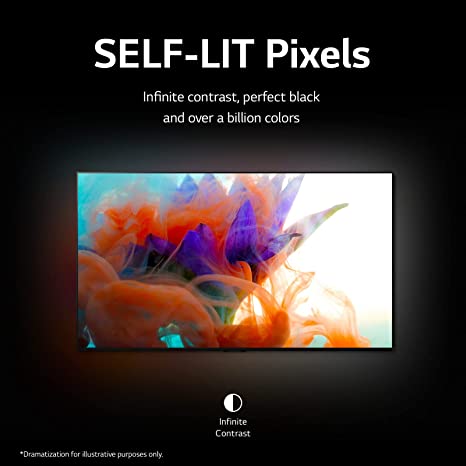 SELF-LIT Pixels
Infinite contrast, perfect black
and over a billion colors
Infinite
Contrast
*Dramatization for illustrative purposes only.